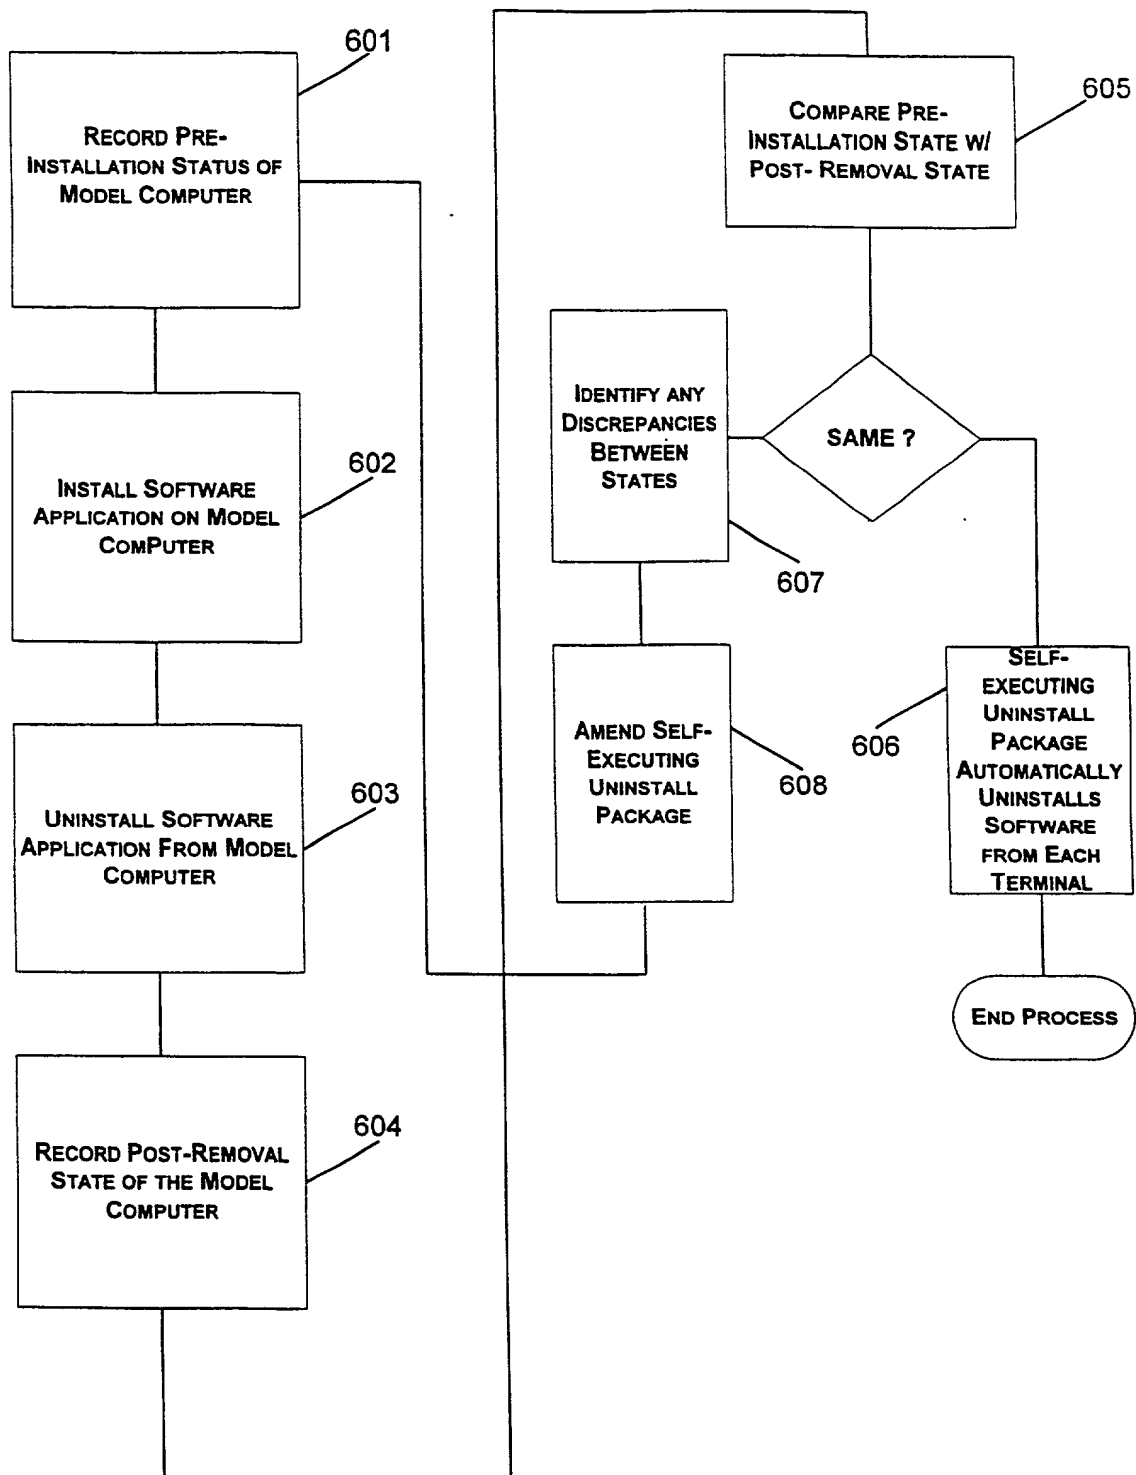 601
RECORD PRE-
INSTALLATION STATUS OF
MODEL COMPUTER
602
INSTALL SOFTWARE
APPLICATION ON MODEL
COMPUTER
603
UNINSTALL SOFTWARE
APPLICATION FROM MODEL
COMPUTER
604
RECORD POST-REMOVAL
STATE OF THE MODEL
COMPUTER
605
COMPARE PRE-
INSTALLATION STATE W/
POST- REMOVAL STATE
SAME ?
IDENTIFY ANY
DISCREPANCIES
BETWEEN
STATES
607
AMEND SELF-
EXECUTING
UNINSTALL
PACKAGE
608
606
SELF-
EXECUTING
UNINSTALL
PACKAGE
AUTOMATICALLY
UNINSTALLS
SOFTWARE
FROM EACH
TERMINAL
END PROCESS